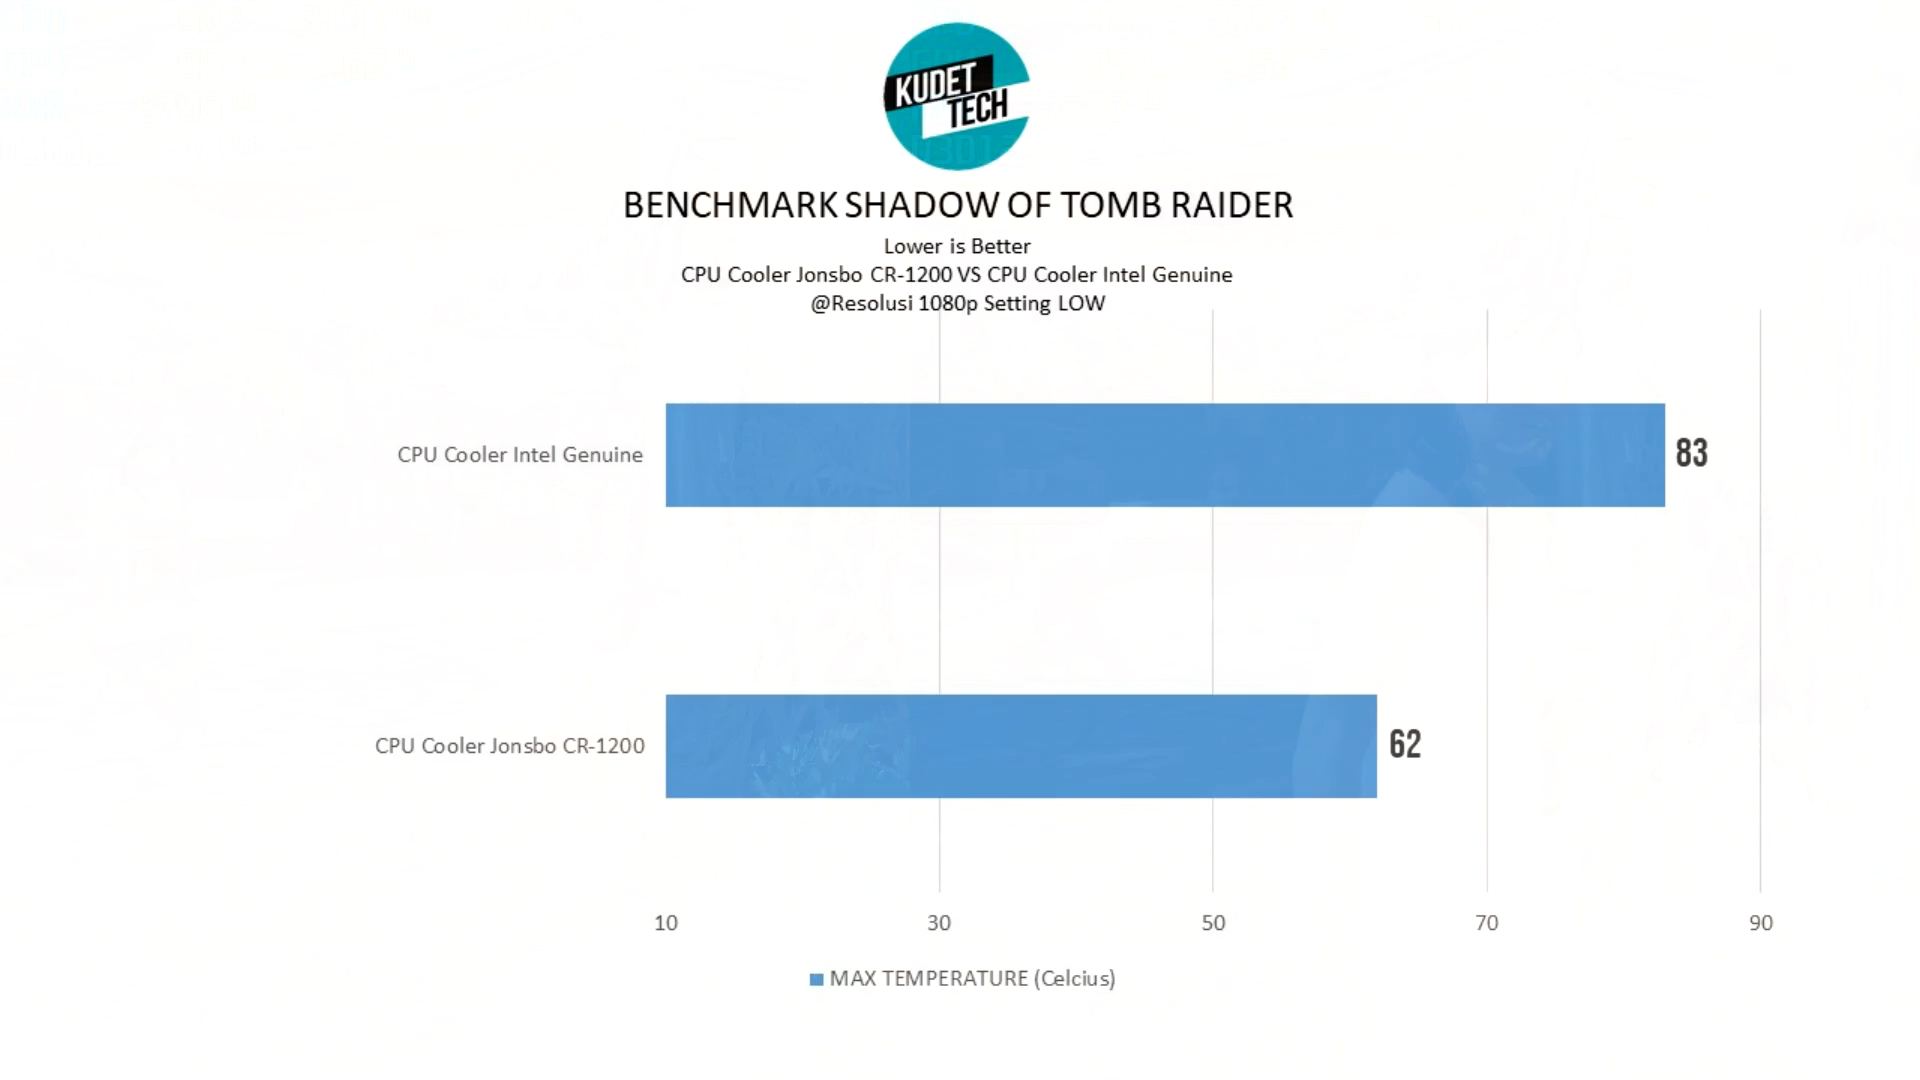 KUDET
TECH
BENCHMARK SHADOW OF TOMB RAIDER
Lower is Better
CPU Cooler Jonsbo CR-1200 VS CPU Cooler Intel Genuine
@Resolusi 1080p Setting LOW
CPU Cooler Intel Genuine
83
CPU Cooler Jonsbo CR-1200
62
10 30 50 70 90
MAX TEMPERATURE (Celcius)